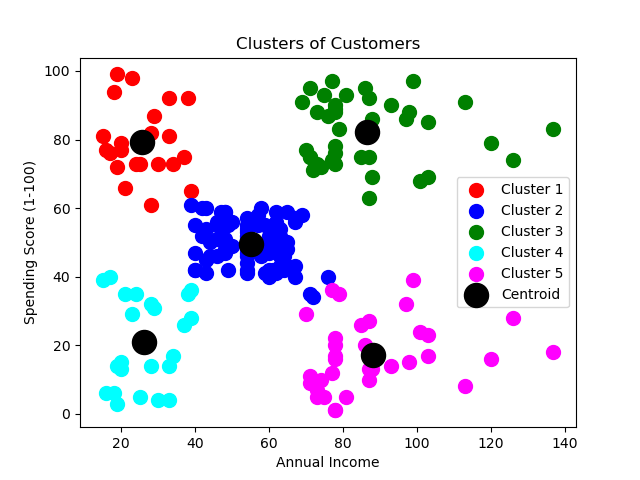 Clusters of Customers
Spending Score (1-100)
100
80
60
40
20
0
20 40 60 80 100 120 140
Annual Income
Cluster 1
Cluster 2
Cluster 3
Cluster 4
Cluster 5
Centroid